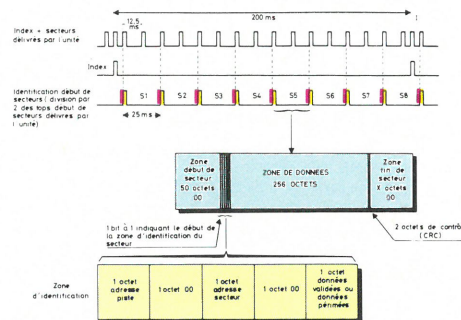 200 ms
12,5
ms
Index + secteurs
délivrés par l unité
Index
Identification début de
secteurs ( division par
2 des tops début de
secteurs délivrés par
l unité)
S1 S2 S3 S4 S5 S6 S7 S8
25 ms
Zone
début de
secteur
50 octets
00
ZONE DE DONNÉES
256 OCTETS
Zone
fin de
secteur
X octets
00
1 bit à 1 indiquant le début de
la zone d'identification du
secteur
2 octets de contrô
(CRC)
Zone
d'identification
1 octet
adresse
piste
1 octet 00
1 octet
adresse
secteur
1 octet 00
1 octet
données
validées ou
données
périmées